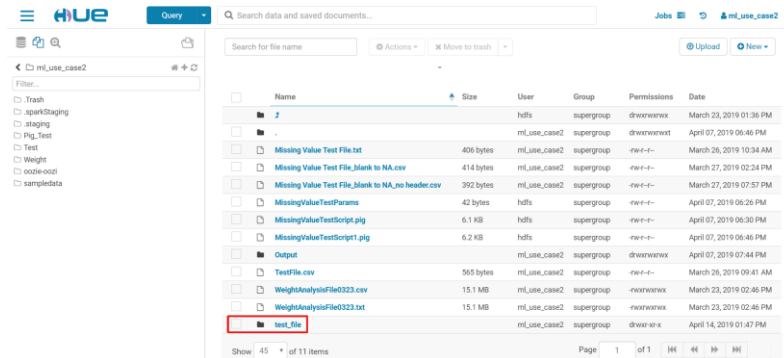 HUE Query Search data and saved documents... Jobs ml_use_case2
ml_use_case2
Filter...
.Trash
.sparkStaging
.staging
Pig_Test
Test
Weight
oozie-oozi
sampledata
Search for file name Actions Move to trash Upload New
Name Size User Group Permissions Date
hdfs supergroup drwxrwxrwx March 23, 2019 01:36 PM
. ml_use_case2 supergroup drwxrwxrwxt April 07, 2019 06:46 PM
Missing Value Test File.txt 406 bytes ml_use_case2 supergroup -rw-r--r-- March 26, 2019 10:34 AM
Missing Value Test File_blank to NA.csv 414 bytes ml_use_case2 supergroup -rw-r--r-- March 27, 2019 02:24 PM
Missing Value Test File_blank to NA_no header.csv 392 bytes ml_use_case2 supergroup -rw-r--r-- March 27, 2019 07:57 PM
MissingValueTestParams 42 bytes hdfs supergroup -rw-r--r-- April 07, 2019 06:26 PM
MissingValueTestScript.pig 6.1 KB hdfs supergroup -rw-r--r-- April 07, 2019 06:30 PM
MissingValueTestScript1.pig 6.2 KB hdfs supergroup -rw-r--r-- April 07, 2019 06:46 PM
Output ml_use_case2 supergroup drwxrwxrwx April 07, 2019 07:44 PM
TestFile.csv 565 bytes ml_use_case2 supergroup -rw-r--r-- March 26, 2019 09:41 AM
WeightAnalysisFile0323.csv 15.1 MB ml_use_case2 supergroup -rwxrwxrwx March 23, 2019 02:46 PM
WeightAnalysisFile0323.txt 15.1 MB ml_use_case2 supergroup -rwxrwxrwx March 23, 2019 02:46 PM
test_file ml_use_case2 supergroup drwxr-xr-x April 14, 2019 01:47 PM
Show 45 of 11 items Page 1 of 1